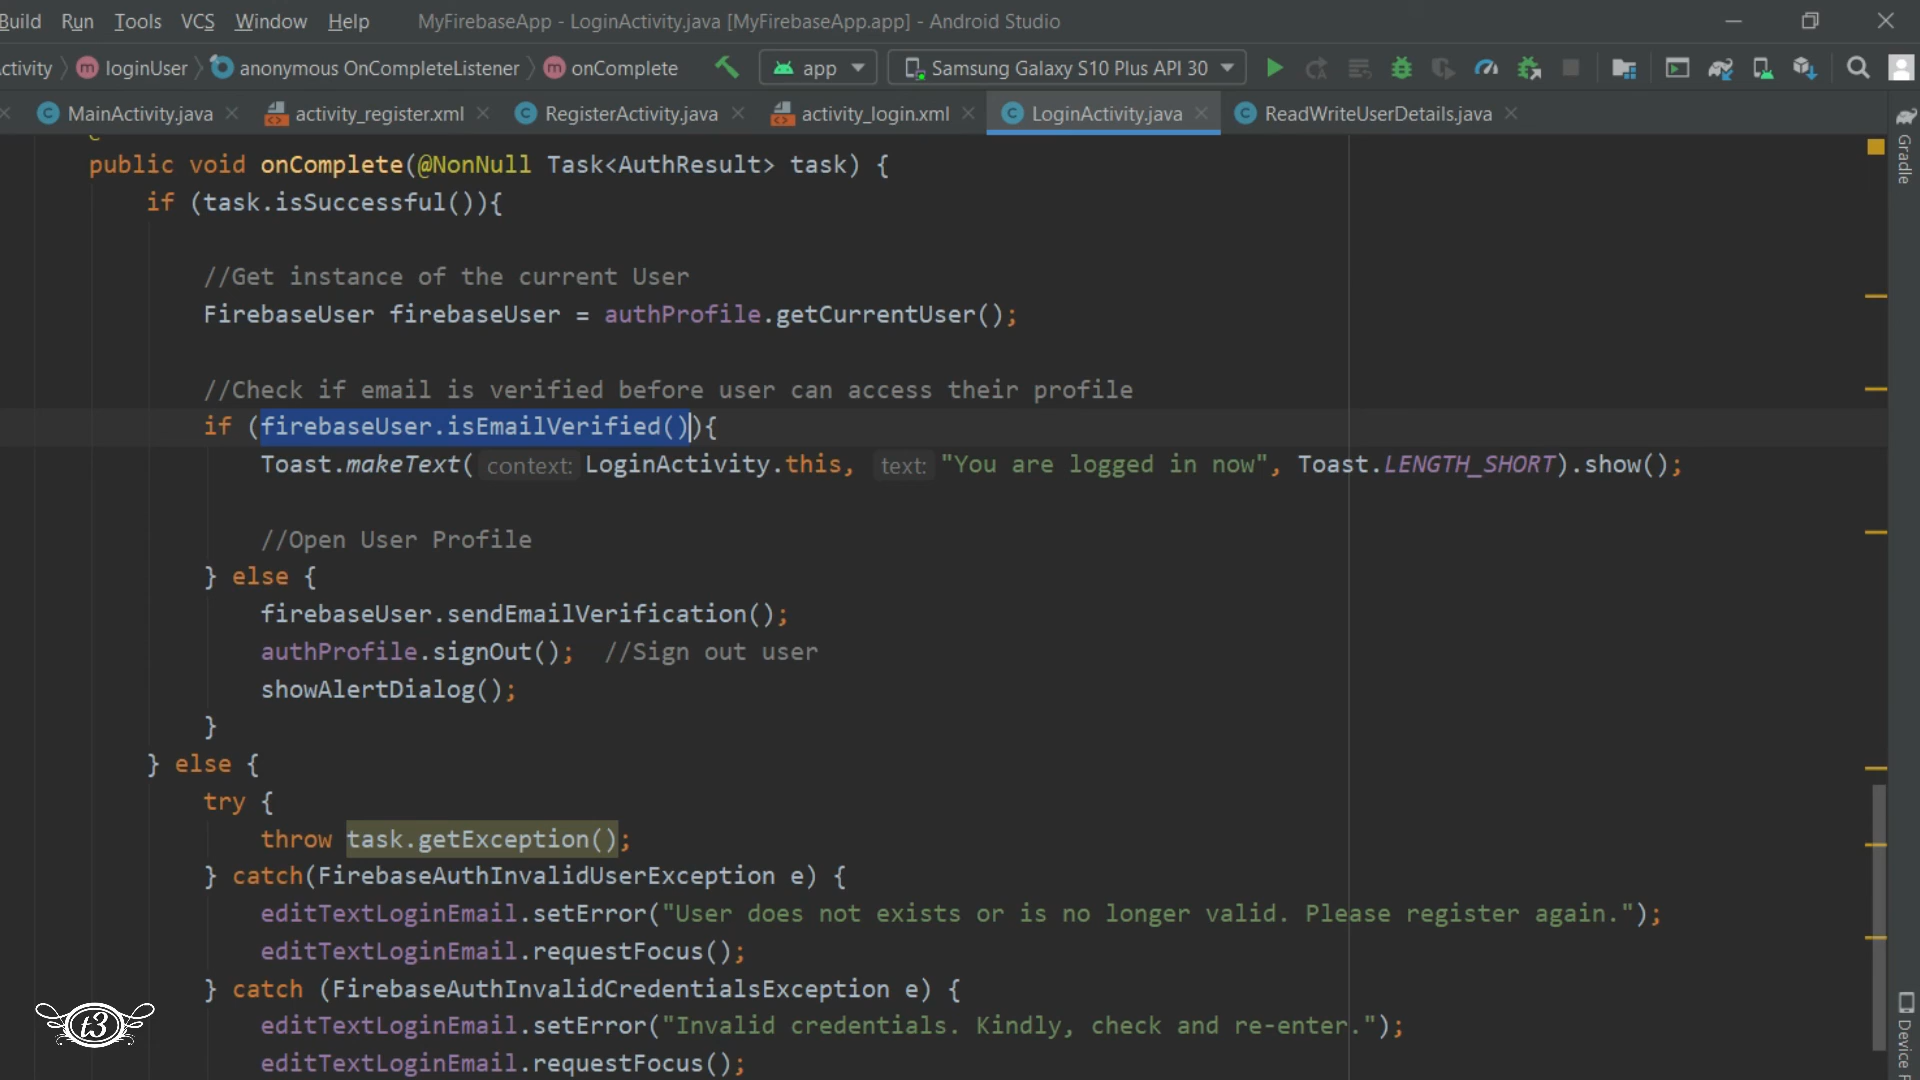 Build Run Tools VCS Window Help MyFirebaseApp - LoginActivity.java [MyFirebaseApp.app] - Android Studio
ctivity loginUser anonymous OnCompleteListener onComplete app Samsung Galaxy S10 Plus API 30
MainActivity.java activity_register.xml RegisterActivity.java activity_login.xml LoginActivity.java ReadWriteUserDetails.java
public void onComplete(@NonNull Task<AuthResult> task) {
if (task.isSuccessful()){
//Get instance of the current User
FirebaseUser firebaseUser = authProfile.getCurrentUser();
//Check if email is verified before user can access their profile
if (firebaseUser.isEmailVerified()){
Toast.makeText( context: LoginActivity.this, text: "You are logged in now", Toast.LENGTH_SHORT).show();
//Open User Profile
} else {
firebaseUser.sendEmailVerification();
authProfile.signOut(); //Sign out user
showAlertDialog();
}
} else {
try {
throw task.getException();
} catch(FirebaseAuthInvalidUserException e) {
editTextLoginEmail.setError("User does not exists or is no longer valid. Please register again.");
editTextLoginEmail.requestFocus();
} catch (FirebaseAuthInvalidCredentialsException e) {
editTextLoginEmail.setError("Invalid credentials. Kindly, check and re-enter.");
editTextLoginEmail.requestFocus();
Gradle
Device F
t3